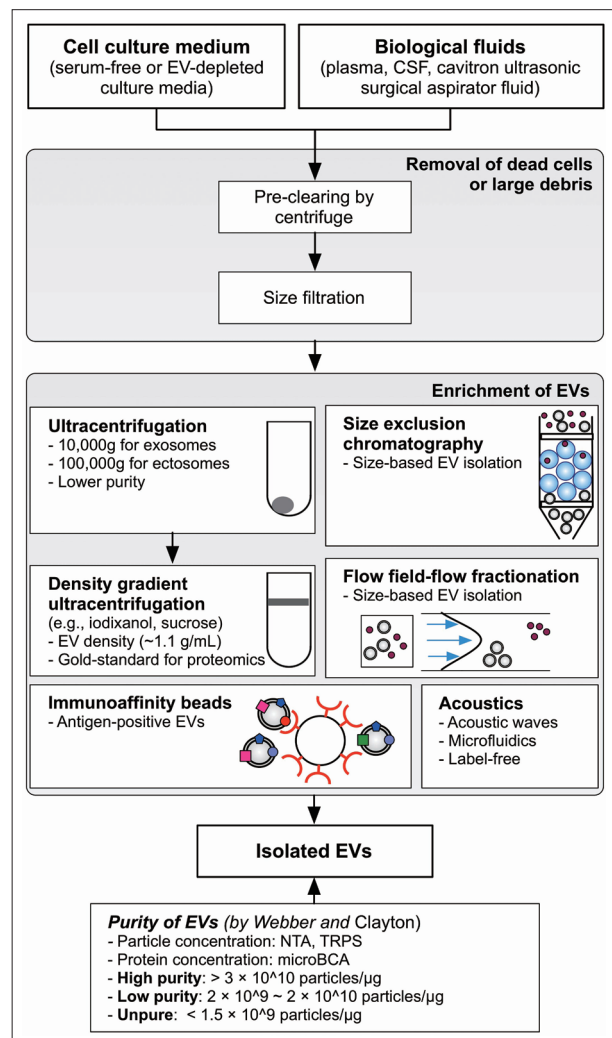 Cell culture medium
(serum-free or EV-depleted
culture media)
Biological fluids
(plasma, CSF, cavitron ultrasonic
surgical aspirator fluid)
Removal of dead cells
or large debris
Pre-clearing by
centrifuge
Size filtration
Enrichment of EVs
Ultracentrifugation
- 10,000g for exosomes
- 100,000g for ectosomes
- Lower purity
Size exclusion
chromatography
- Size-based EV isolation
Density gradient
ultracentrifugation
(e.g., iodixanol, sucrose)
- EV density (~1.1 g/mL)
- Gold-standard for proteomics
Flow field-flow fractionation
- Size-based EV isolation
Immunoaffinity beads
- Antigen-positive EVs
Acoustics
- Acoustic waves
- Microfluidics
- Label-free
Isolated EVs
Purity of EVs (by Webber and Clayton)
- Particle concentration: NTA, TRPS
- Protein concentration: microBCA
- High purity: > 3 × 10^10 particles/μg
- Low purity: 2 × 10^9 ~ 2 × 10^10 particles/μg
- Unpure: < 1.5 × 10^9 particles/μg